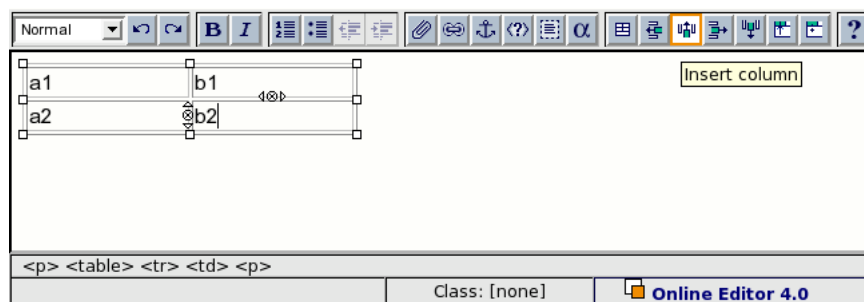 Normal B I α ?
Insert column
a1 b1
a2 b2
<p> <table> <tr> <td> <p>
Class: [none] Online Editor 4.0